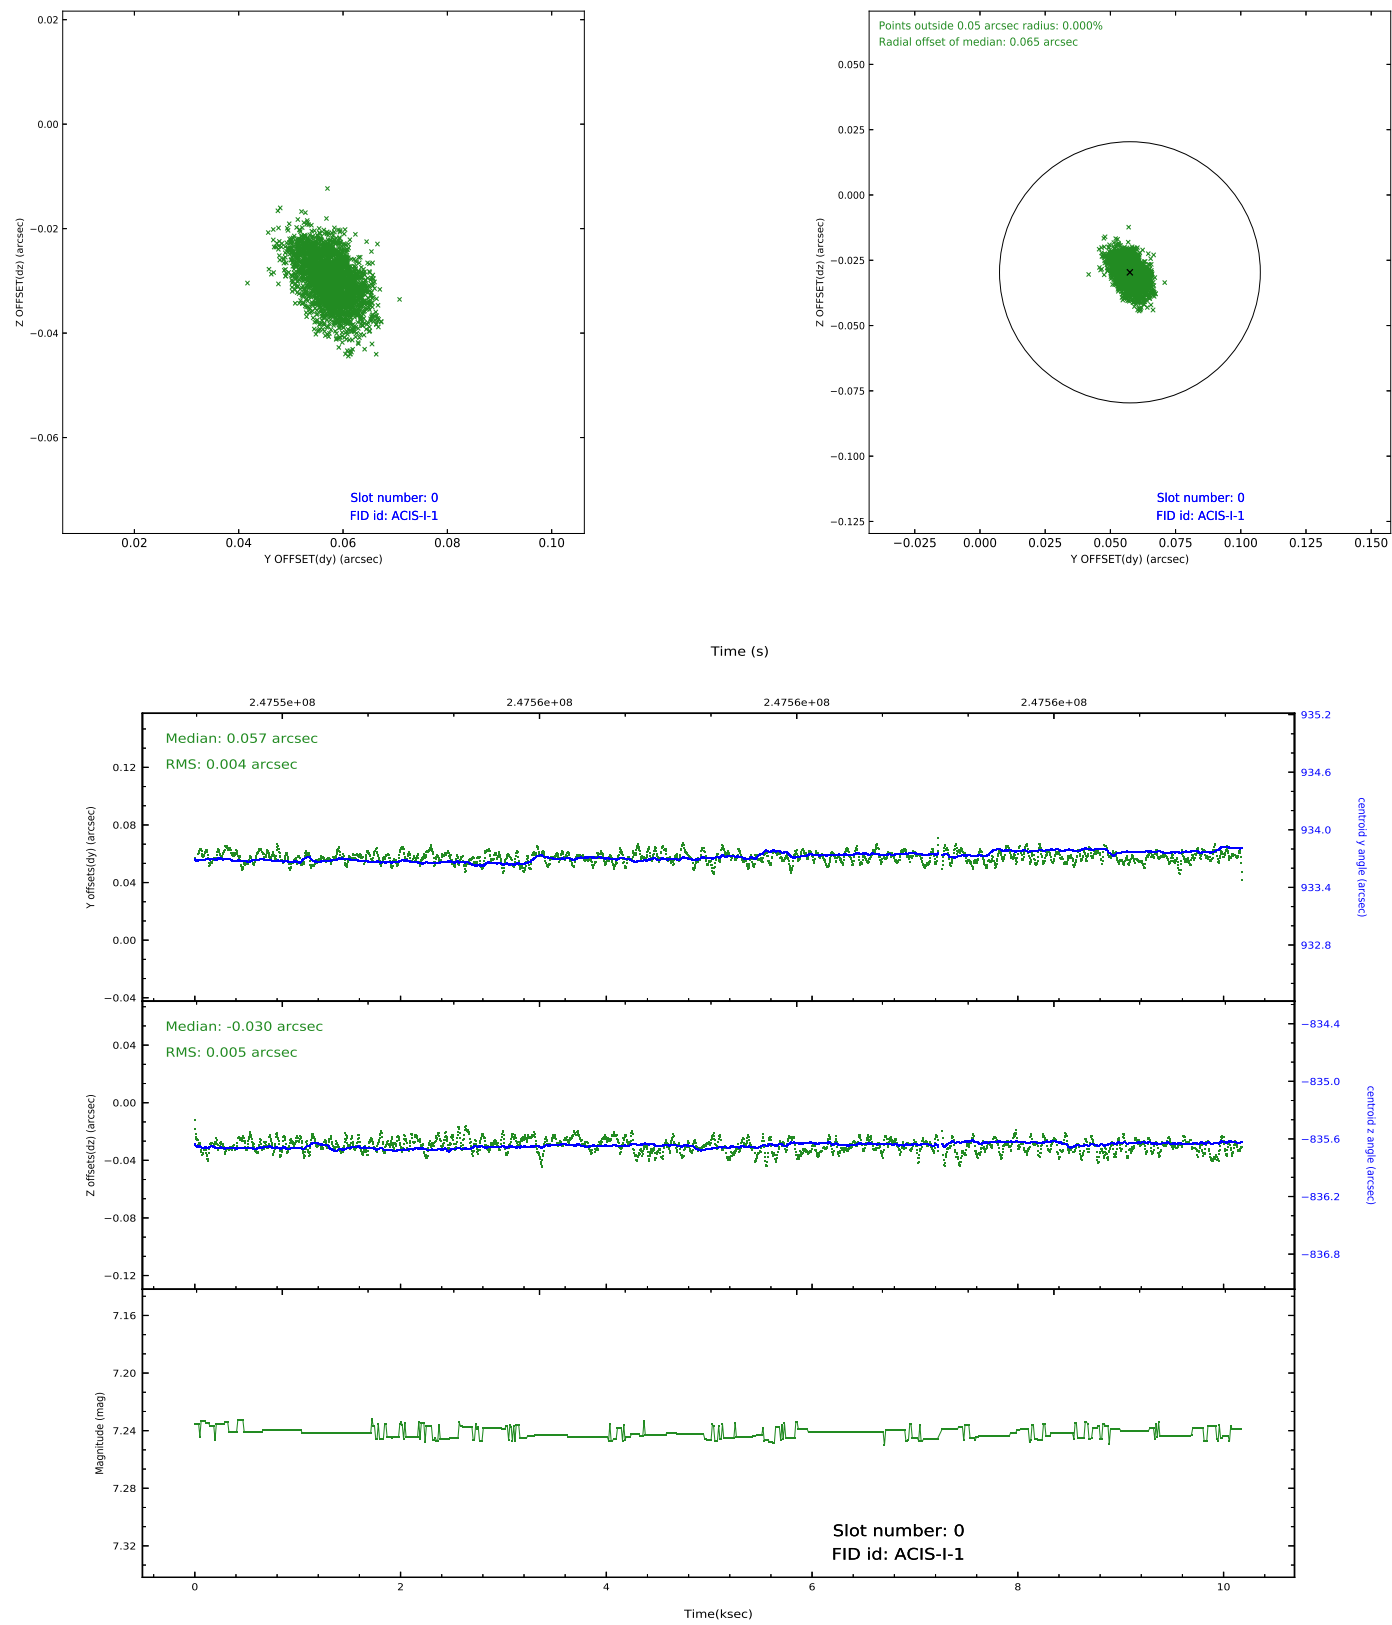 0.02
0.00
−0.02
−0.04
−0.06
Z OFFSET(dz) (arcsec)
Slot number: 0
FID id: ACIS-I-1
0.02 0.04 0.06 0.08 0.10
Y OFFSET(dy) (arcsec)
Points outside 0.05 arcsec radius: 0.000%
Radial offset of median: 0.065 arcsec
0.050
0.025
0.000
−0.025
−0.050
−0.075
−0.100
−0.125
Z OFFSET(dz) (arcsec)
Slot number: 0
FID id: ACIS-I-1
−0.025 0.000 0.025 0.050 0.075 0.100 0.125 0.150
Y OFFSET(dy) (arcsec)
Time (s)
2.4755e+08 2.4756e+08 2.4756e+08 2.4756e+08
Median: 0.057 arcsec
RMS: 0.004 arcsec
0.12
0.08
0.04
0.00
−0.04
Y offsets(dy) (arcsec)
935.2
934.6
934.0
933.4
932.8
centroid y angle (arcsec)
Median: -0.030 arcsec
RMS: 0.005 arcsec
0.04
0.00
−0.04
−0.08
−0.12
Z offsets(dz) (arcsec)
−834.4
−835.0
−835.6
−836.2
−836.8
centroid z angle (arcsec)
7.16
7.20
7.24
7.28
7.32
Magnitude (mag)
Slot number: 0
FID id: ACIS-I-1
0 2 4 6 8 10
Time(ksec)